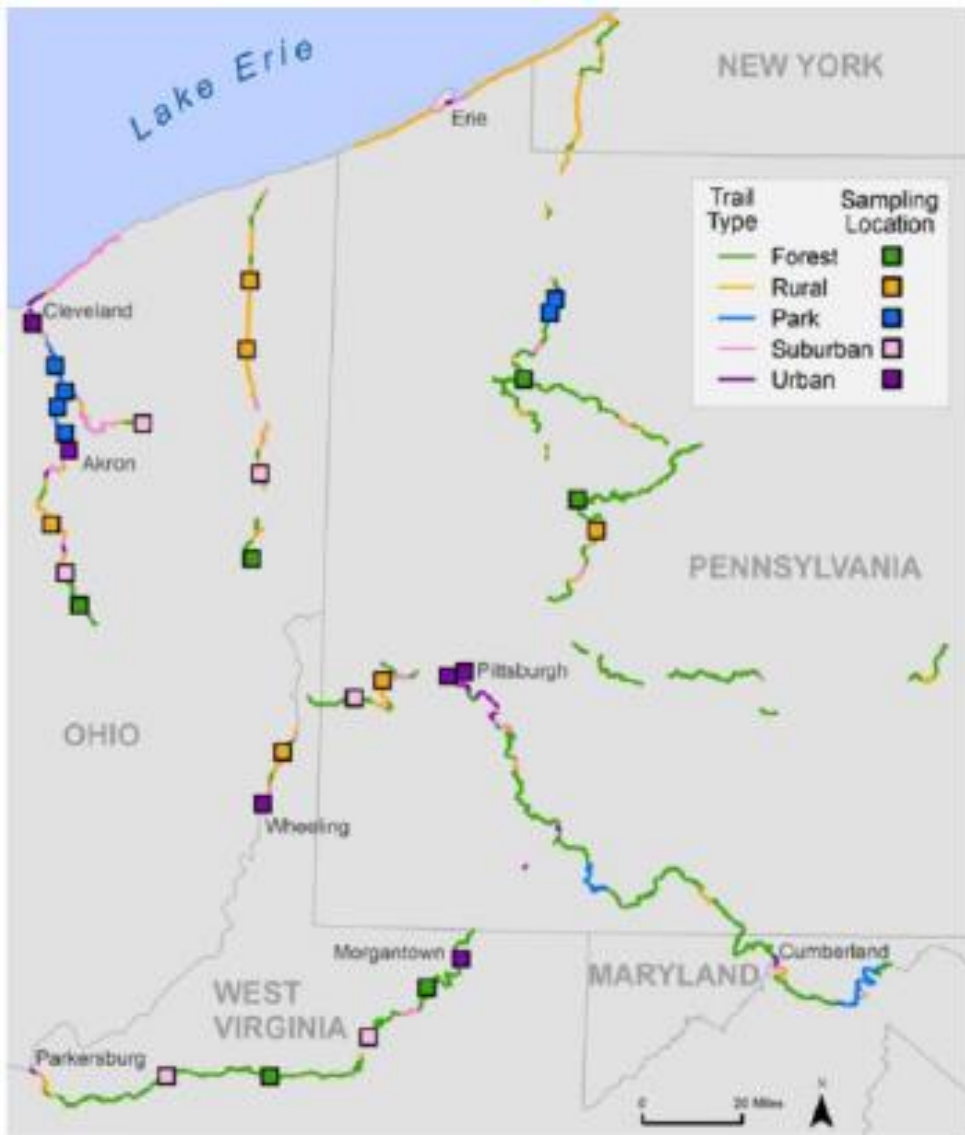 Lake Erie
NEW YORK
Erie
Trail Type
Sampling Location
Forest
Rural
Park
Suburban
Urban
Cleveland
Akron
PENNSYLVANIA
Pittsburgh
OHIO
Wheeling
Morgantown
Cumberland
MARYLAND
WEST
VIRGINIA
Parkersburg
N
0 20 Miles